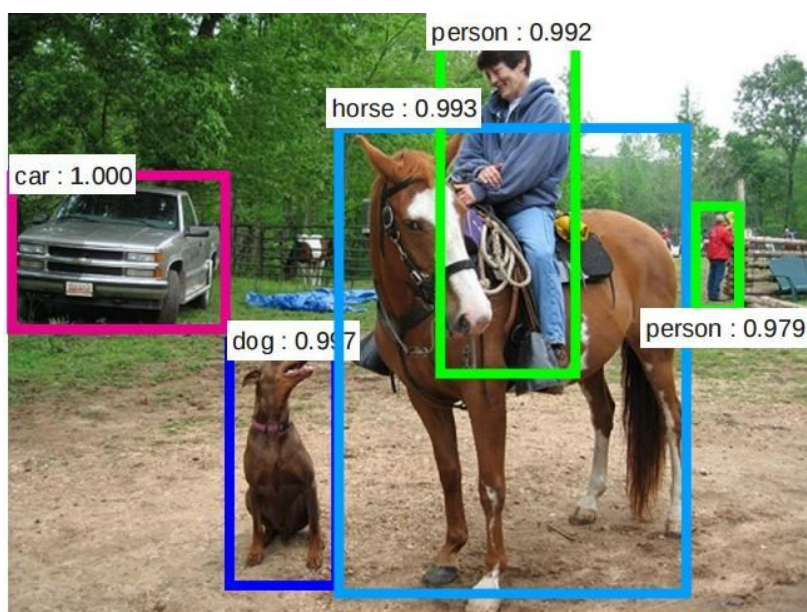 person : 0.992
horse : 0.993
car : 1.000
person : 0.979
dog : 0.997